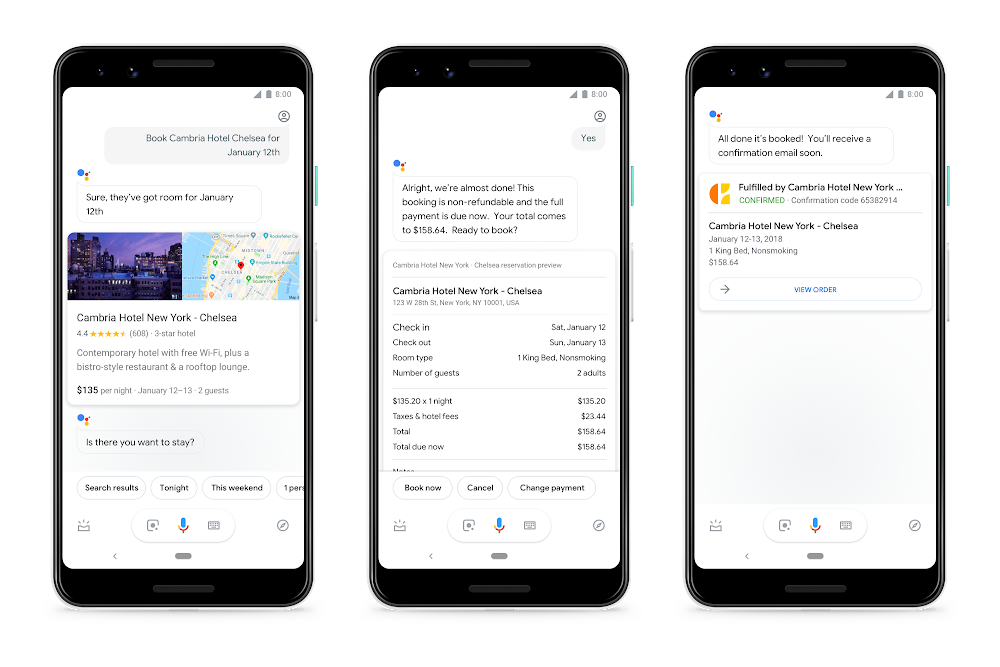 8:00
Book Cambria Hotel Chelsea for
January 12th
Sure, they've got room for January
12th
Cambria Hotel New York - Chelsea
4.4 ★★★★★ (608) · 3-star hotel
Contemporary hotel with free Wi-Fi, plus a
bistro-style restaurant & a rooftop lounge.
$135 per night · January 12–13 · 2 guests
Is there you want to stay?
Search results
Tonight
This weekend
1 pers
8:00
Yes
Alright, we're almost done! This
booking is non-refundable and the full
payment is due now. Your total comes
to $158.64. Ready to book?
Cambria Hotel New York · Chelsea reservation preview
Cambria Hotel New York - Chelsea
123 W 28th St, New York, NY 10001, USA
Check in Sat, January 12
Check out Sun, January 13
Room type 1 King Bed, Nonsmoking
Number of guests 2 adults
$135.20 x 1 night $135.20
Taxes & hotel fees $23.44
Total $158.64
Total due now $158.64
Notes
Book now
Cancel
Change payment
8:00
All done it's booked! You'll receive a
confirmation email soon.
Fulfilled by Cambria Hotel New York ...
CONFIRMED · Confirmation code 65382914
Cambria Hotel New York - Chelsea
January 12-13, 2018
1 King Bed, Nonsmoking
$158.64
VIEW ORDER